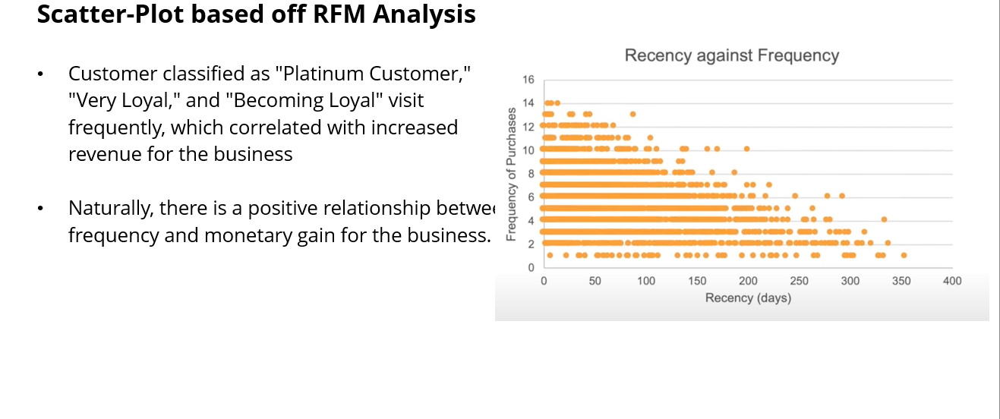 Scatter-Plot based off RFM Analysis
• Customer classified as "Platinum Customer,"
"Very Loyal," and "Becoming Loyal" visit
frequently, which correlated with increased
revenue for the business
• Naturally, there is a positive relationship betwee
frequency and monetary gain for the business.
Recency against Frequency
Frequency of Purchases
16
14
12
10
8
6
4
2
0
0 50 100 150 200 250 300 350 400
Recency (days)